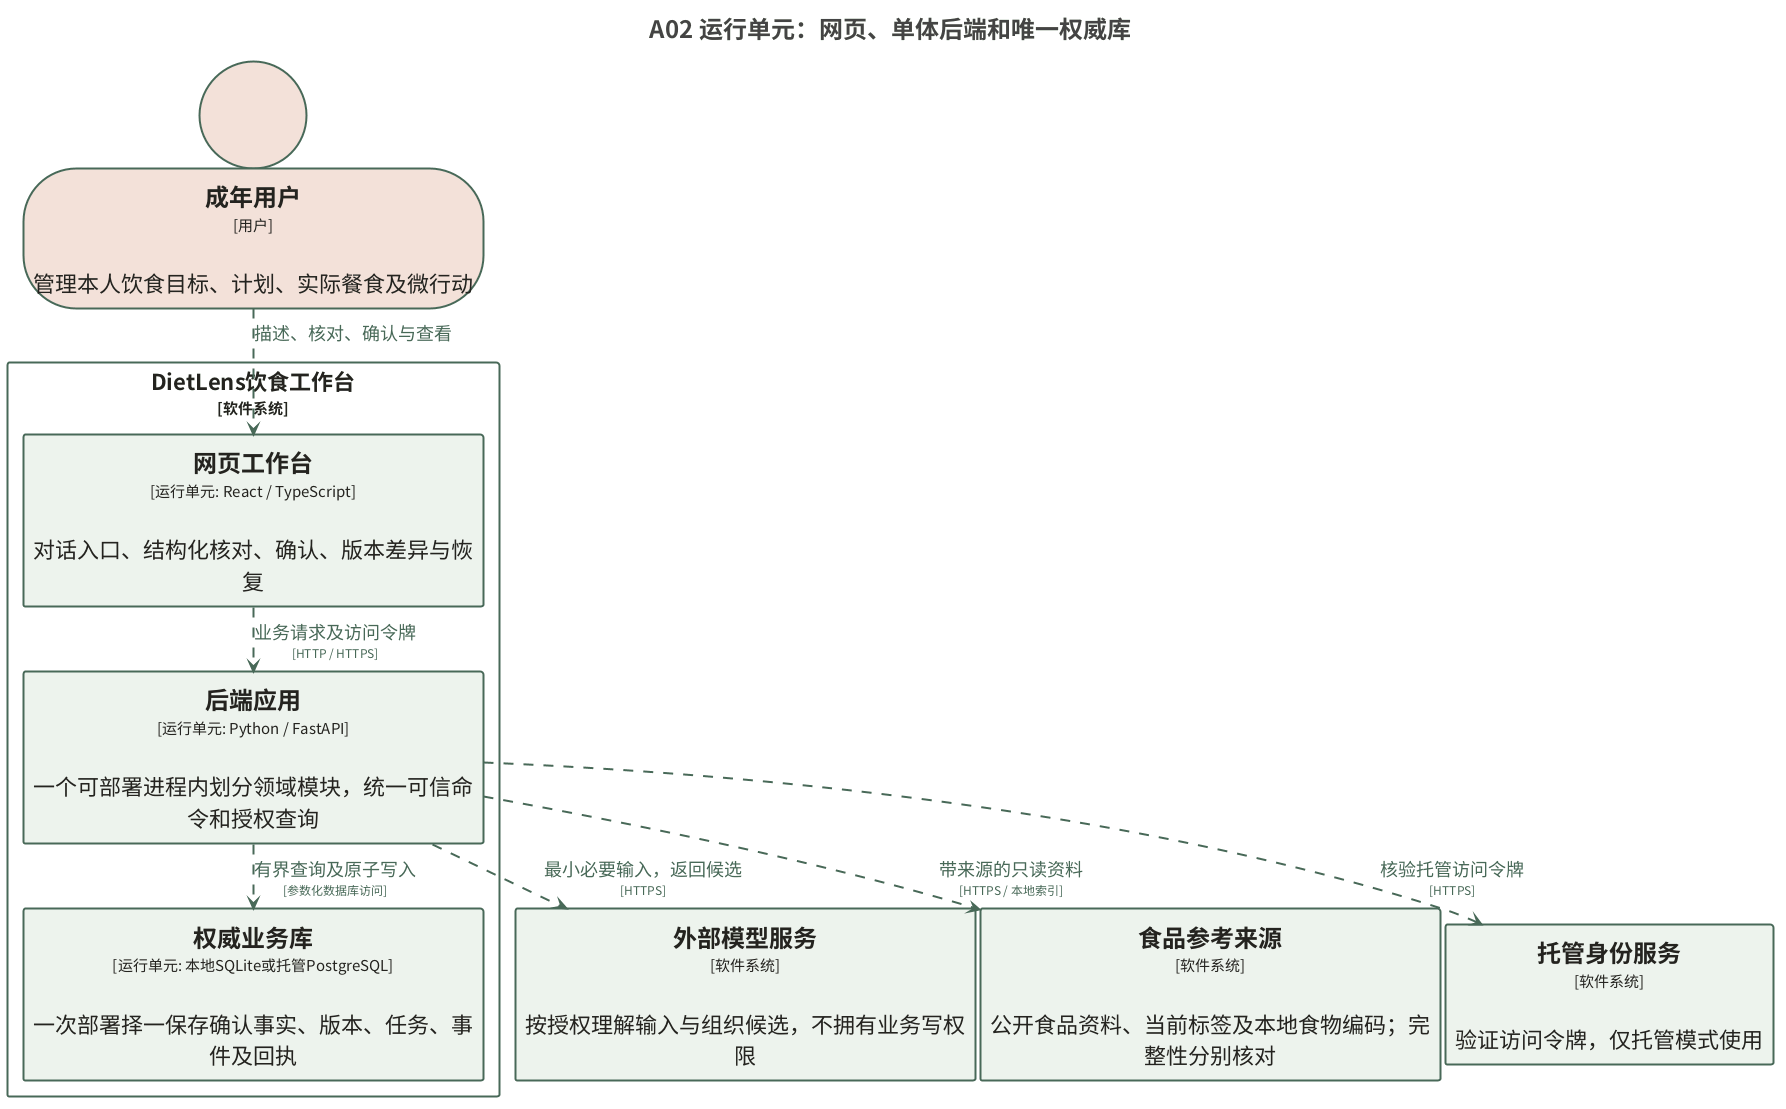 A02 运行单元：网页、单体后端和唯一权威库
成年用户
[用户]
管理本人饮食目标、计划、实际餐食及微行动
描述、核对、确认与查看
DietLens饮食工作台
[软件系统]
网页工作台
[运行单元: React / TypeScript]
对话入口、结构化核对、确认、版本差异与恢
复
业务请求及访问令牌
[HTTP / HTTPS]
后端应用
[运行单元: Python / FastAPI]
一个可部署进程内划分领域模块，统一可信命
令和授权查询
有界查询及原子写入
[参数化数据库访问]
最小必要输入，返回候选
[HTTPS]
带来源的只读资料
[HTTPS / 本地索引]
核验托管访问令牌
[HTTPS]
权威业务库
[运行单元: 本地SQLite或托管PostgreSQL]
一次部署择一保存确认事实、版本、任务、事
件及回执
外部模型服务
[软件系统]
按授权理解输入与组织候选，不拥有业务写权
限
食品参考来源
[软件系统]
公开食品资料、当前标签及本地食物编码；完
整性分别核对
托管身份服务
[软件系统]
验证访问令牌，仅托管模式使用